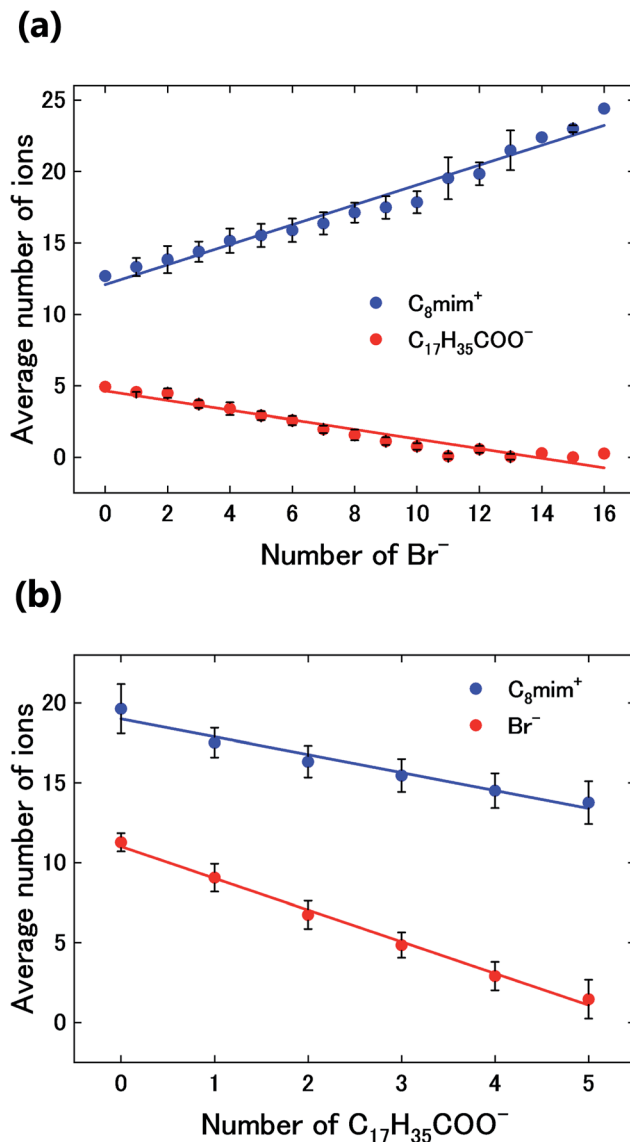 (a)
25
20
15
10
5
0
Average number of ions
C₈mim⁺
C₁₇H₃₅COO⁻
0 2 4 6 8 10 12 14 16
Number of Br⁻
(b)
20
15
10
5
0
Average number of ions
C₈mim⁺
Br⁻
0 1 2 3 4 5
Number of C₁₇H₃₅COO⁻